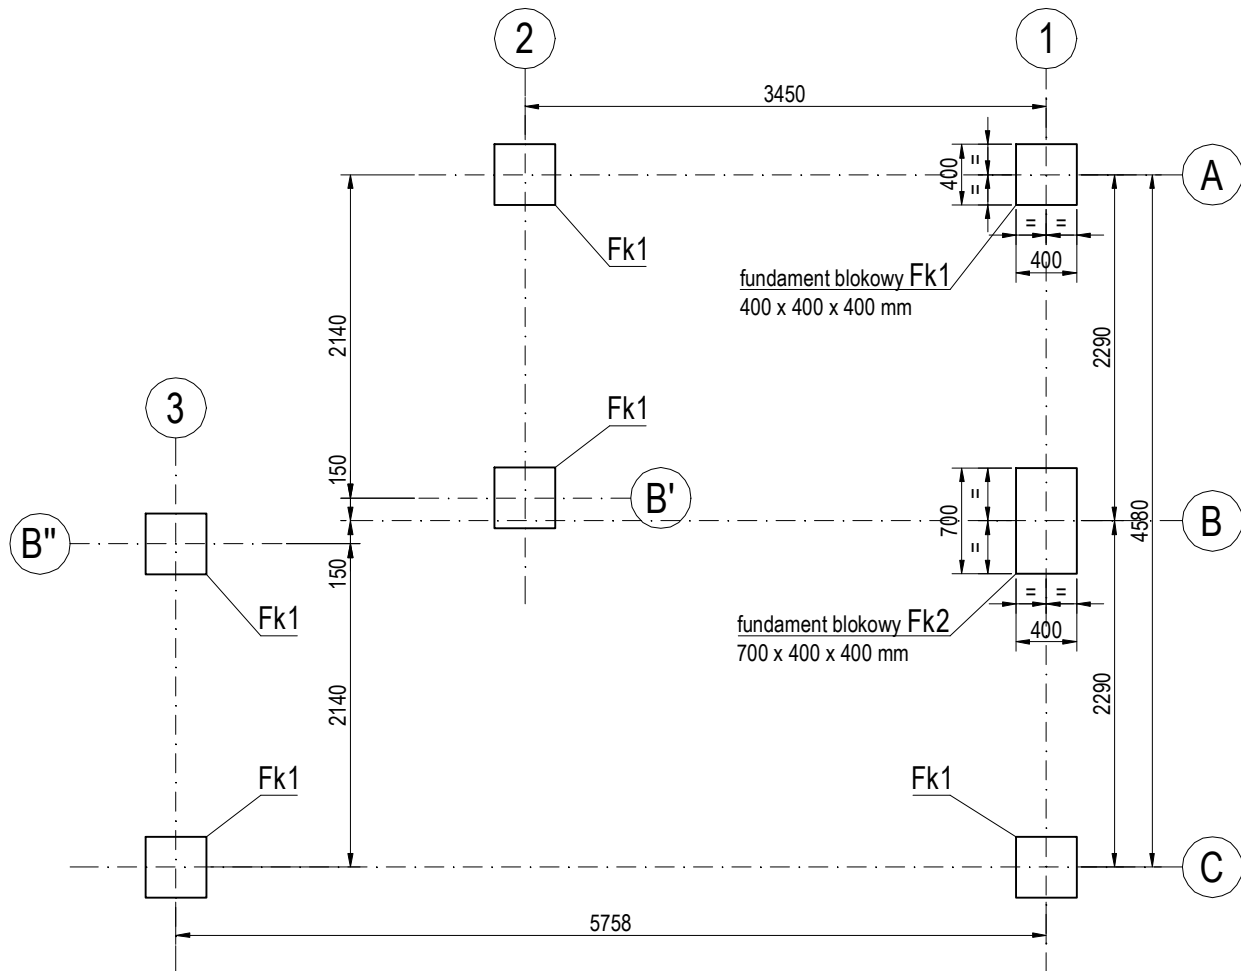 2
1
3450
A
400
=
=
=
=
400
Fk1
fundament blokowy Fk1
400 x 400 x 400 mm
2140
2290
3
Fk1
150
B'
B
B"
700
=
=
4580
150
Fk1
=
=
400
fundament blokowy Fk2
700 x 400 x 400 mm
2140
2290
Fk1
Fk1
C
5758